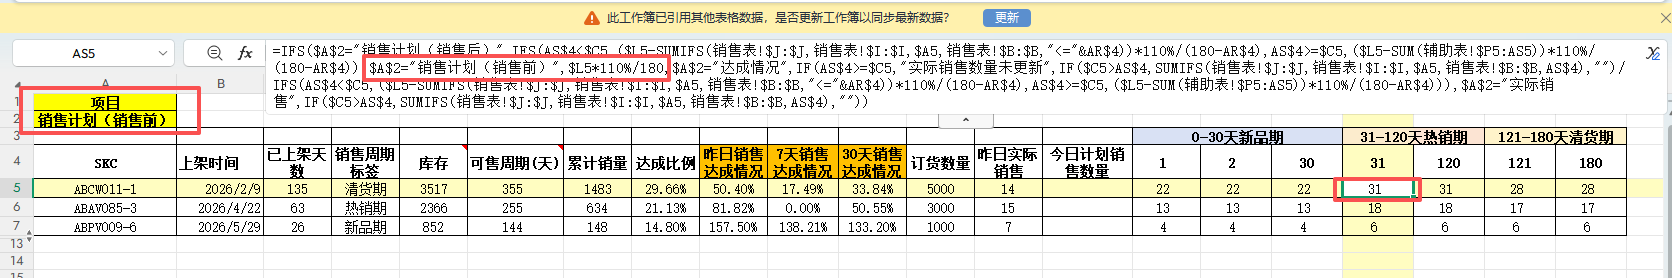 此工作簿已引用其他表格数据，是否更新工作簿以同步最新数据？ 更新
AS5 fx =IFS($A$2="销售计划（销售后）",IFS(AS$4<$C5,($L5-SUMIFS(销售表!$J:$J,销售表!$I:$I,$A5,销售表!$B:$B,"<="&AR$4))*110%/(180-AR$4),AS$4>=$C5,($L5-SUM(辅助表!$P5:AS5))*110%/
(180-AR$4)),$A$2="销售计划（销售前）",$L5*110%/180,$A$2="达成情况",IF(AS$4>=$C5,"实际销售数量未更新",IF($C5>AS$4,SUMIFS(销售表!$J:$J,销售表!$I:$I,$A5,销售表!$B:$B,AS$4),"")/
IFS(AS$4<$C5,($L5-SUMIFS(销售表!$J:$J,销售表!$I:$I,$A5,销售表!$B:$B,"<="&AR$4))*110%/(180-AR$4),AS$4>=$C5,($L5-SUM(辅助表!$P5:AS5))*110%/(180-AR$4))),$A$2="实际销
售",IF($C5>AS$4,SUMIFS(销售表!$J:$J,销售表!$I:$I,$A5,销售表!$B:$B,AS$4),""))
A B
1 项目
2 销售计划（销售前）
3 0-30天新品期 31-120天热销期 121-180天清货期
4 SKC 上架时间 已上架天数 销售周期标签 库存 可售周期(天) 累计销量 达成比例 昨日销售达成情况 7天销售达成情况 30天销售达成情况 订货数量 昨日实际销售 今日计划销售数量 1 2 30 31 120 121 180
5 ABCW011-1 2026/2/9 135 清货期 3517 355 1483 29.66% 50.40% 17.49% 33.84% 5000 14 22 22 22 31 31 28 28
6 ABAV085-3 2026/4/22 63 热销期 2366 255 634 21.13% 81.82% 0.00% 50.55% 3000 15 13 13 13 18 18 17 17
7 ABPV009-6 2026/5/29 26 新品期 852 144 148 14.80% 157.50% 138.21% 133.20% 1000 7 4 4 4 6 6 6 6
13
14
15